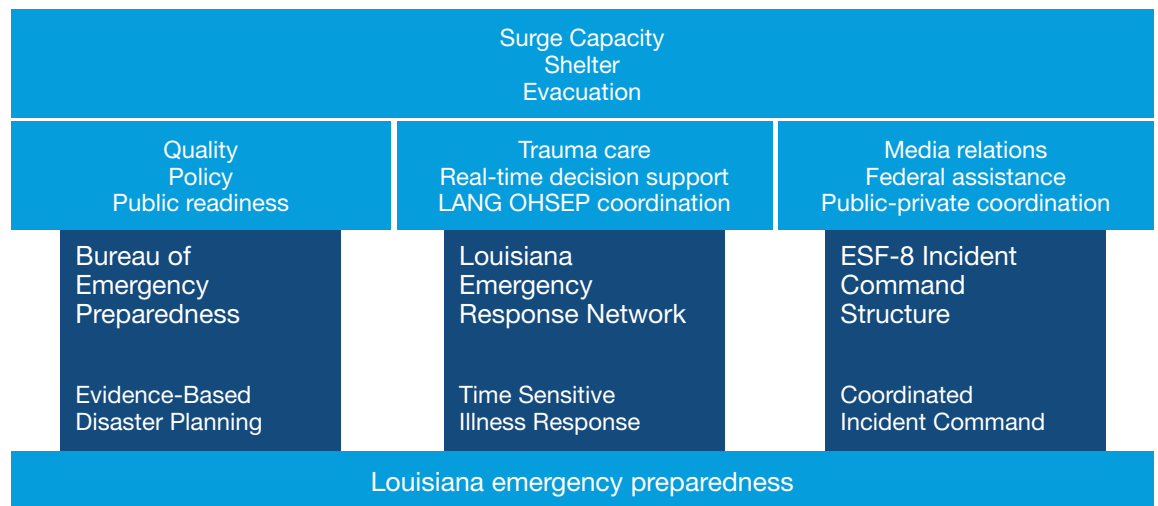 Surge Capacity
Shelter
Evacuation
Quality
Policy
Public readiness
Trauma care
Real-time decision support
LANG OHSEP coordination
Media relations
Federal assistance
Public-private coordination
Bureau of
Emergency
Preparedness
Evidence-Based
Disaster Planning
Louisiana
Emergency
Response Network
Time Sensitive
Illness Response
ESF-8 Incident
Command
Structure
Coordinated
Incident Command
Louisiana emergency preparedness